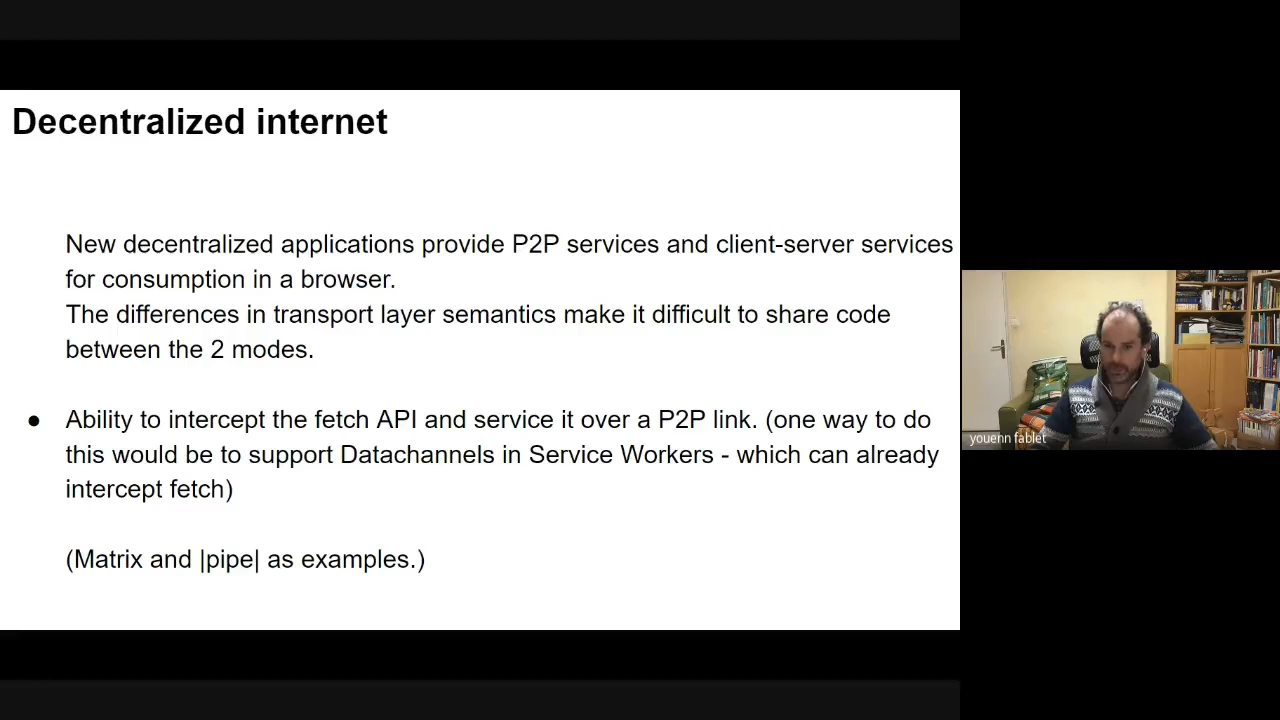 Decentralized internet
New decentralized applications provide P2P services and client-server services
for consumption in a browser.
The differences in transport layer semantics make it difficult to share code
between the 2 modes.
● Ability to intercept the fetch API and service it over a P2P link. (one way to do
this would be to support Datachannels in Service Workers - which can already
intercept fetch)
(Matrix and |pipe| as examples.)
youenn fablet